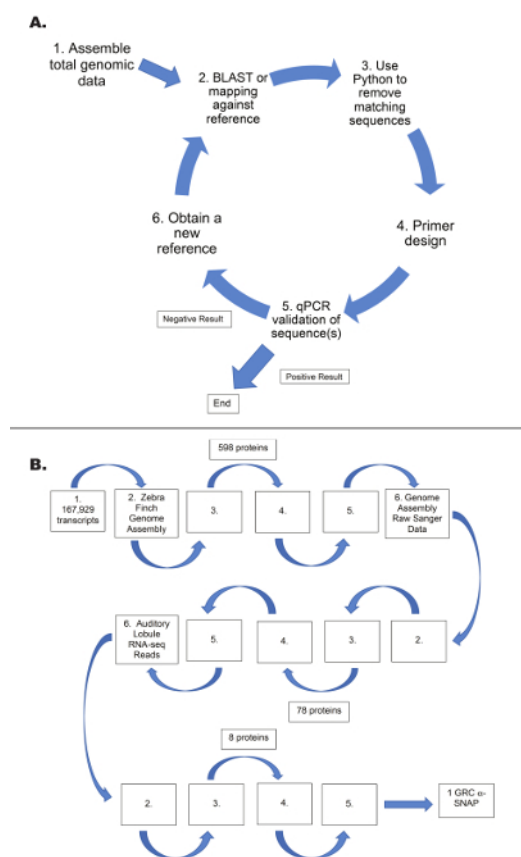 A.
1. Assemble
total genomic
data
2. BLAST or
mapping
against
reference
3. Use
Python to
remove
matching
sequences
4. Primer
design
5. qPCR
validation of
sequence(s)
6. Obtain a
new
reference
Negative Result
Positive Result
End
B.
598 proteins
1.
167,929
transcripts
2. Zebra
Finch
Genome
Assembly
3.
4.
5.
6. Genome
Assembly
Raw Sanger
Data
6. Auditory
Lobule
RNA-seq
Reads
5.
4.
3.
2.
78 proteins
8 proteins
2.
3.
4.
5.
1 GRC α-
SNAP